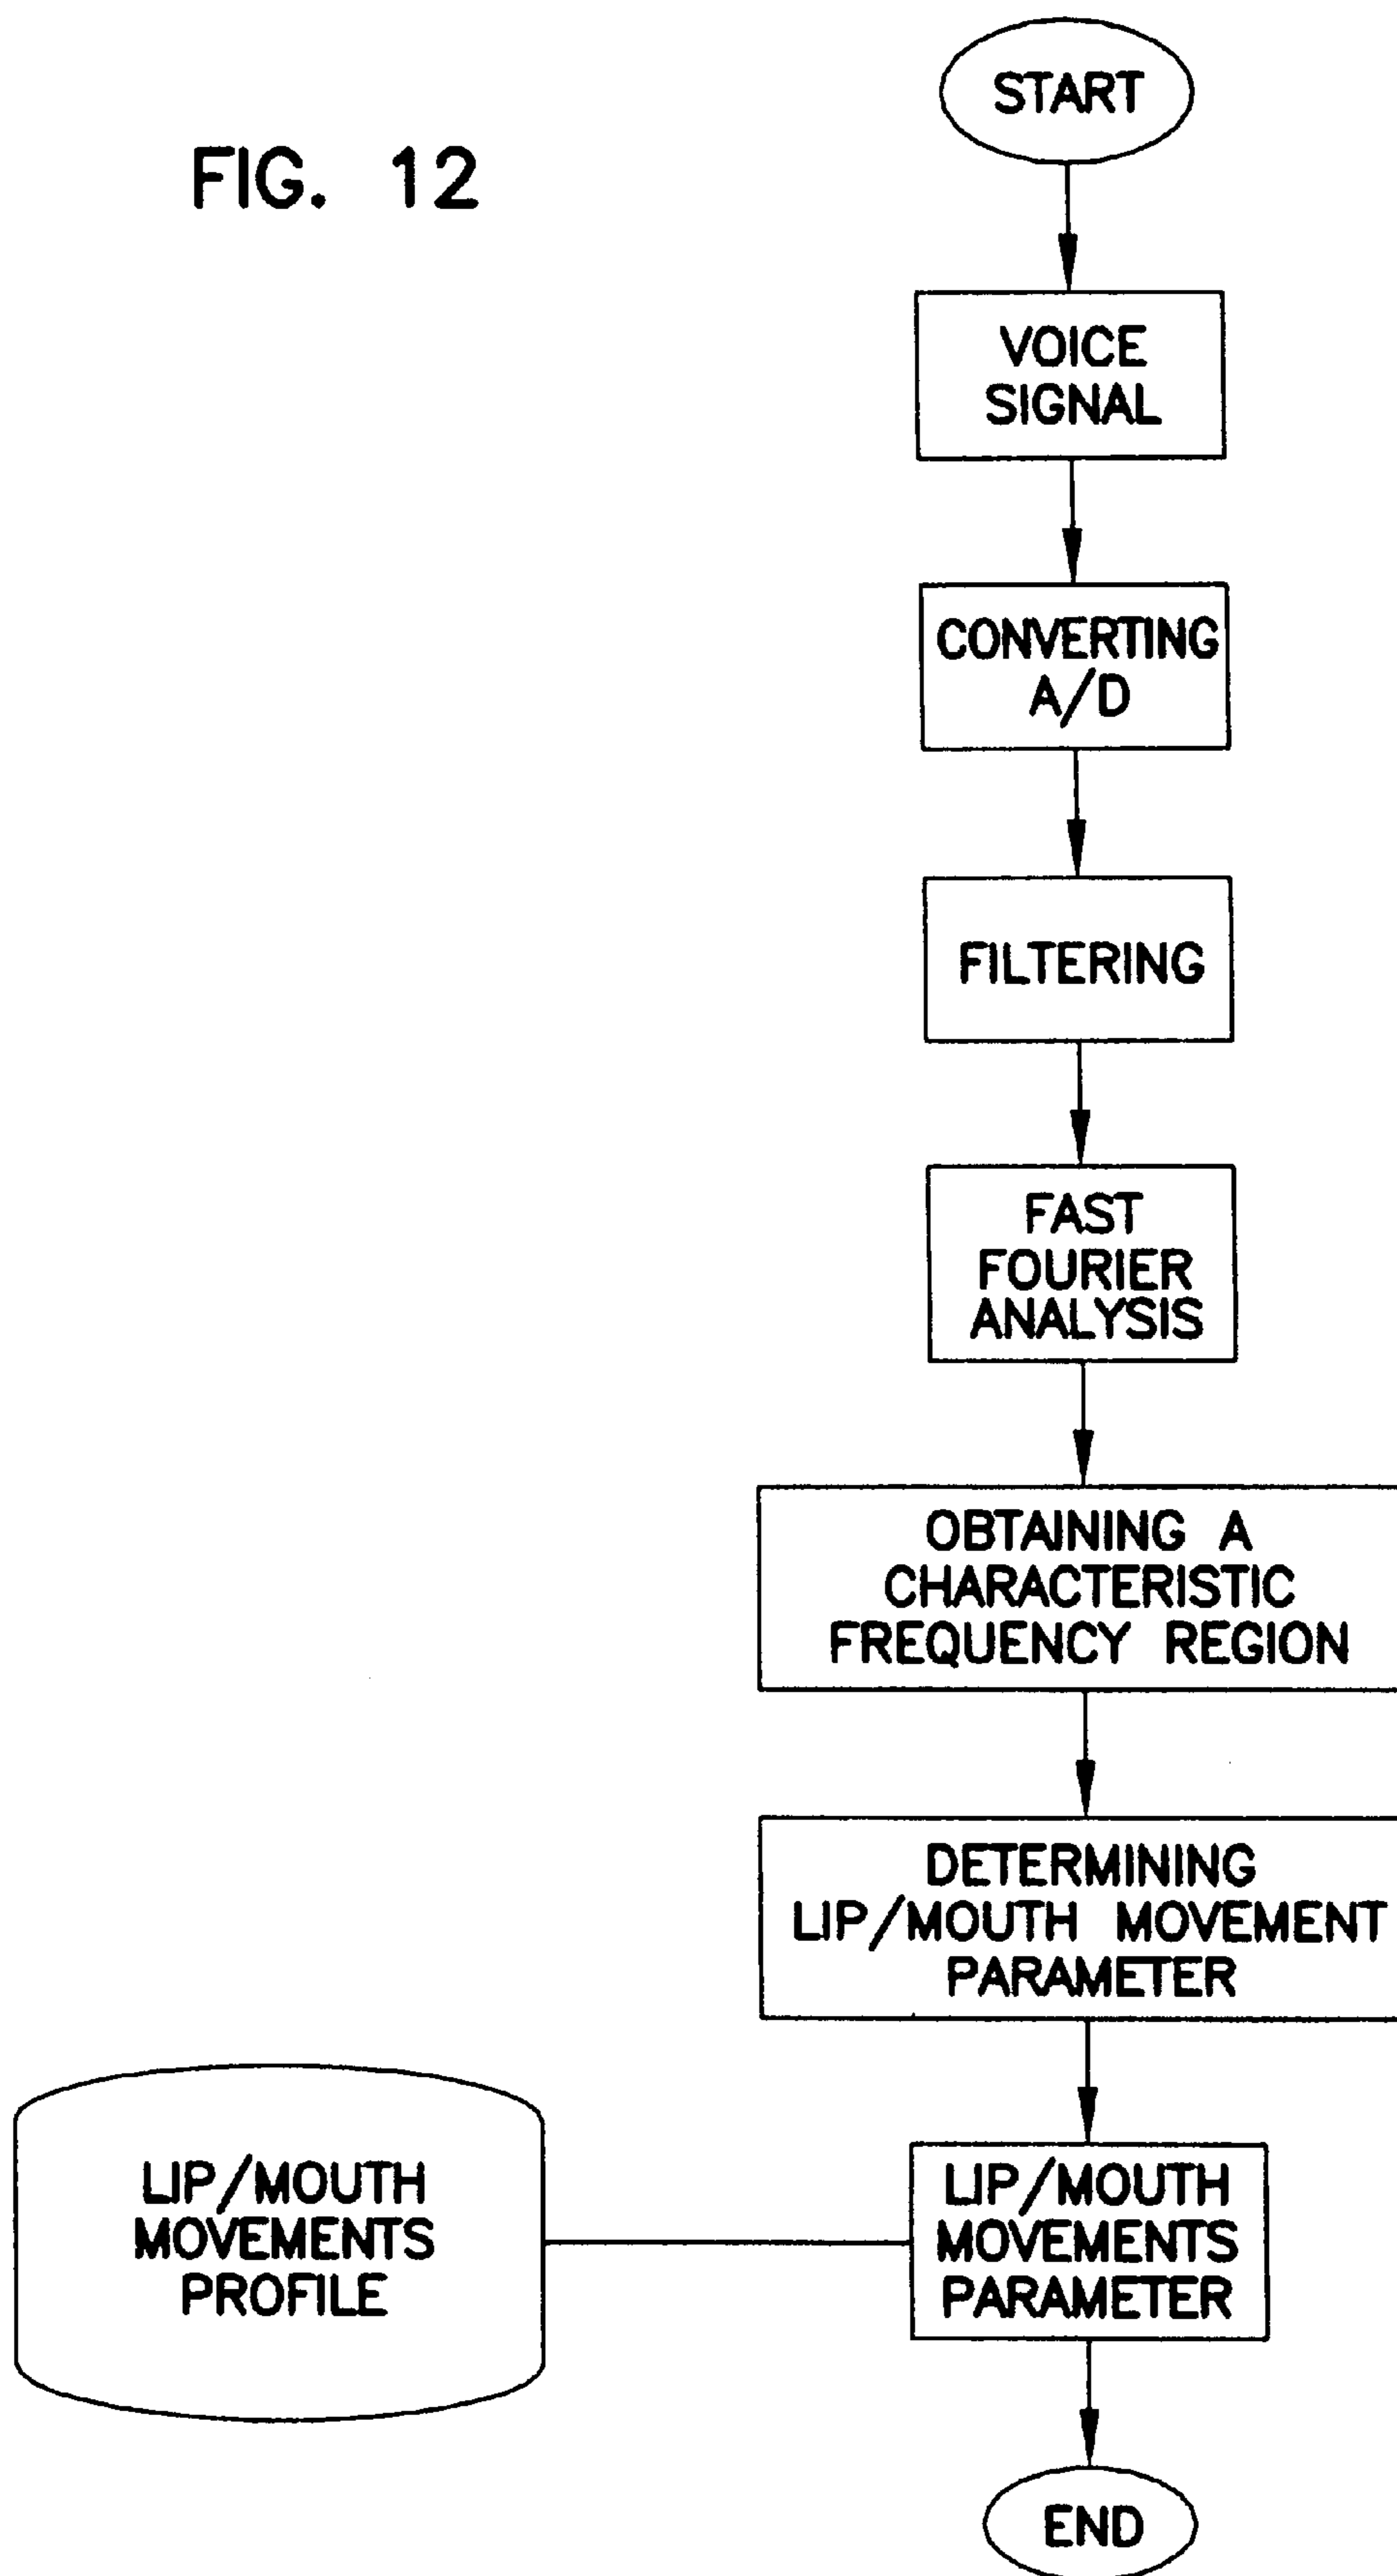 FIG. 12
START
VOICE
SIGNAL
CONVERTING
A/D
FILTERING
FAST
FOURIER
ANALYSIS
OBTAINING A
CHARACTERISTIC
FREQUENCY REGION
DETERMINING
LIP/MOUTH MOVEMENT
PARAMETER
LIP/MOUTH
MOVEMENTS
PROFILE
LIP/MOUTH
MOVEMENTS
PARAMETER
END